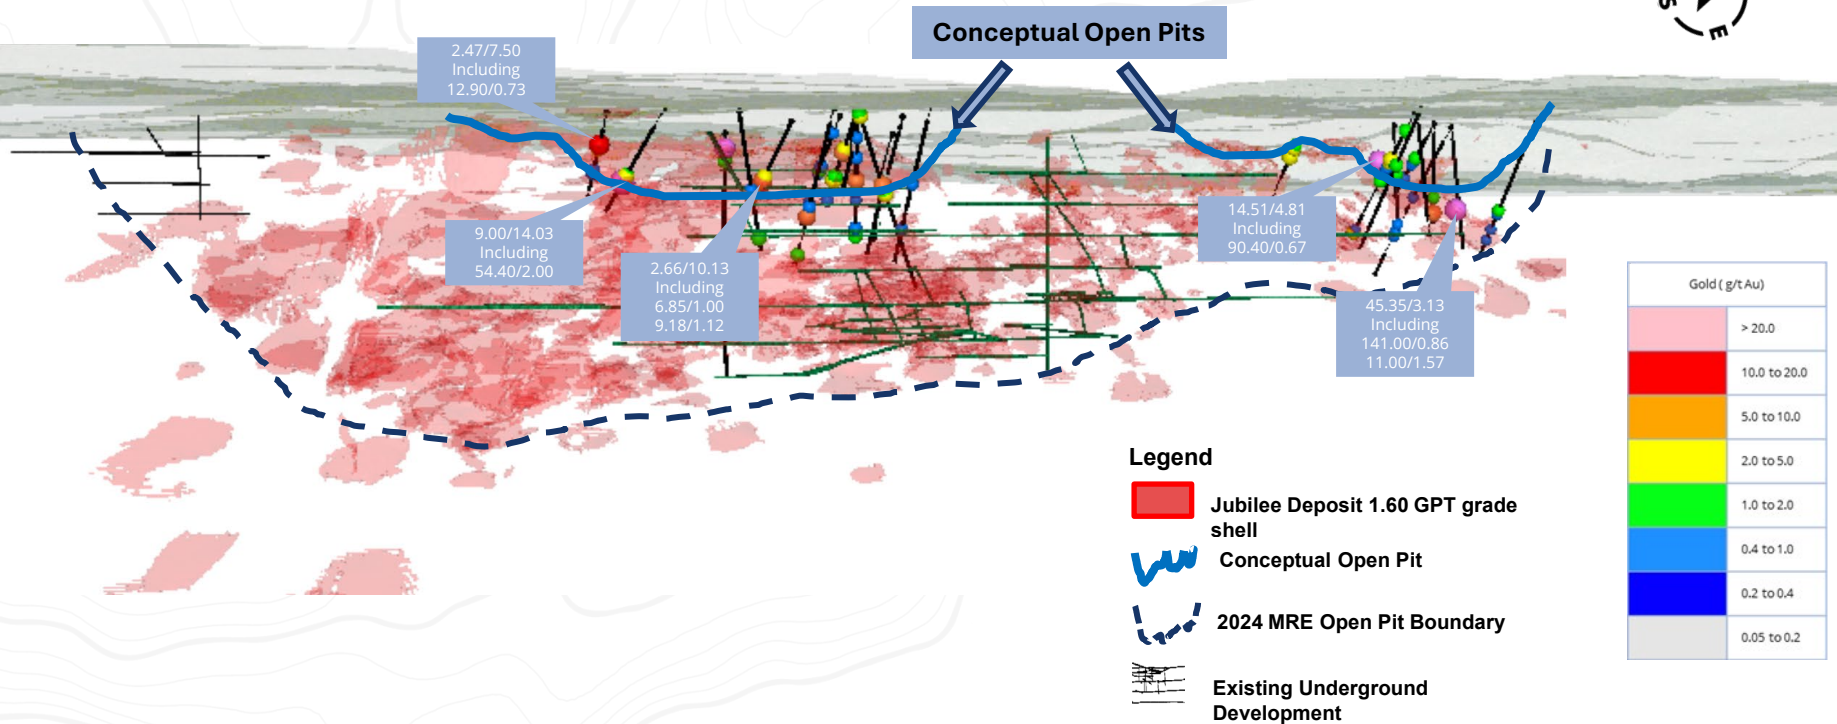 Conceptual Open Pits
S
E
2.47/7.50
Including
12.90/0.73
9.00/14.03
Including
54.40/2.00
2.66/10.13
Including
6.85/1.00
9.18/1.12
14.51/4.81
Including
90.40/0.67
45.35/3.13
Including
141.00/0.86
11.00/1.57
Legend
Jubilee Deposit 1.60 GPT grade
shell
Conceptual Open Pit
2024 MRE Open Pit Boundary
Existing Underground
Development
Gold ( g/t Au)
> 20.0
10.0 to 20.0
5.0 to 10.0
2.0 to 5.0
1.0 to 2.0
0.4 to 1.0
0.2 to 0.4
0.05 to 0.2